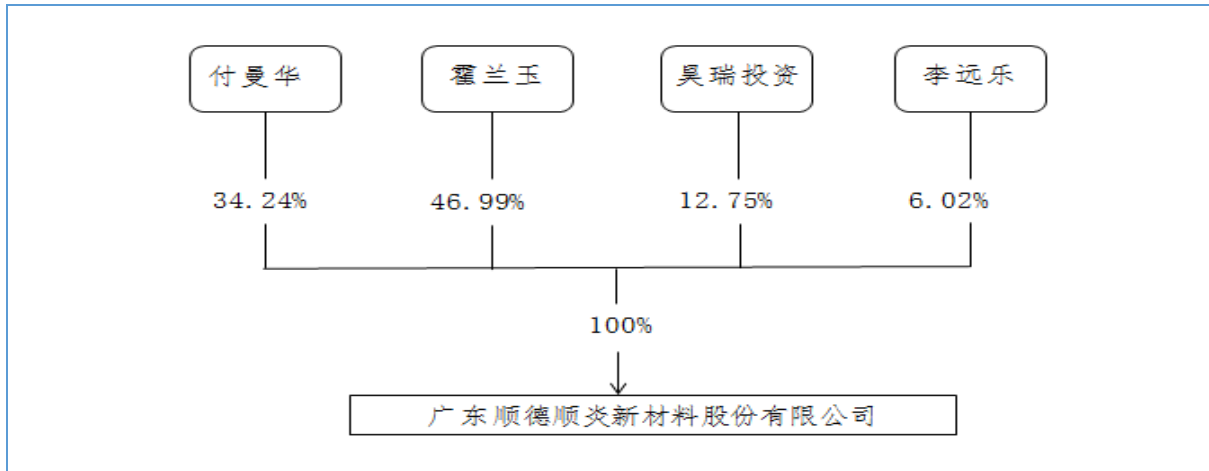 付曼华 霍兰玉 昊瑞投资 李远乐
34.24% 46.99% 12.75% 6.02%
100%
广东顺德顺炎新材料股份有限公司